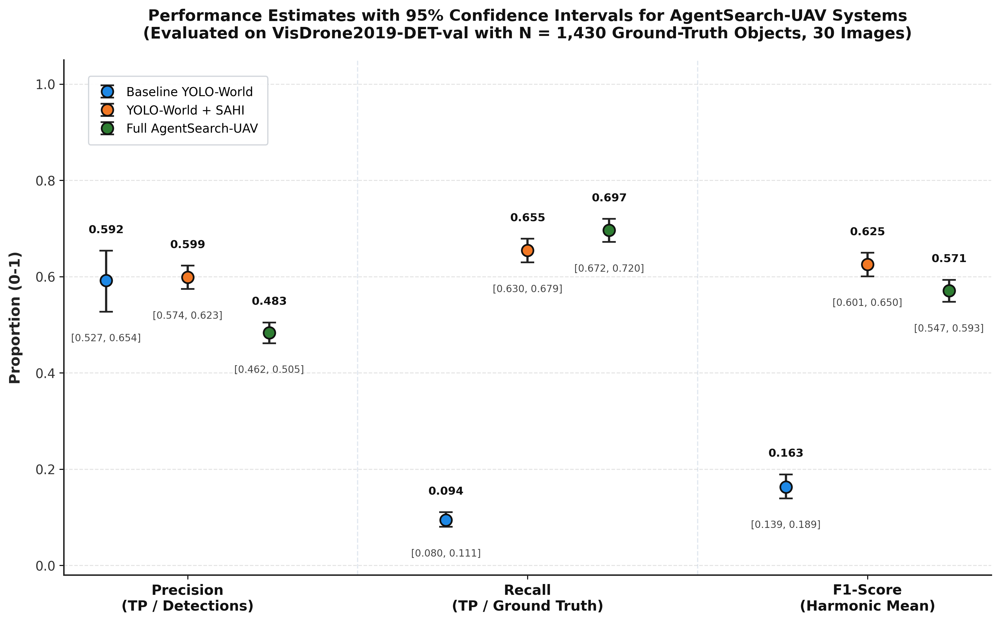 Performance Estimates with 95% Confidence Intervals for AgentSearch-UAV Systems
(Evaluated on VisDrone2019-DET-val with N = 1,430 Ground-Truth Objects, 30 Images)
Proportion (0-1)
1.0
0.8
0.6
0.4
0.2
0.0
Baseline YOLO-World
YOLO-World + SAHI
Full AgentSearch-UAV
0.592
[0.527, 0.654]
0.599
[0.574, 0.623]
0.483
[0.462, 0.505]
0.094
[0.080, 0.111]
0.655
[0.630, 0.679]
0.697
[0.672, 0.720]
0.163
[0.139, 0.189]
0.625
[0.601, 0.650]
0.571
[0.547, 0.593]
Precision
(TP / Detections)
Recall
(TP / Ground Truth)
F1-Score
(Harmonic Mean)